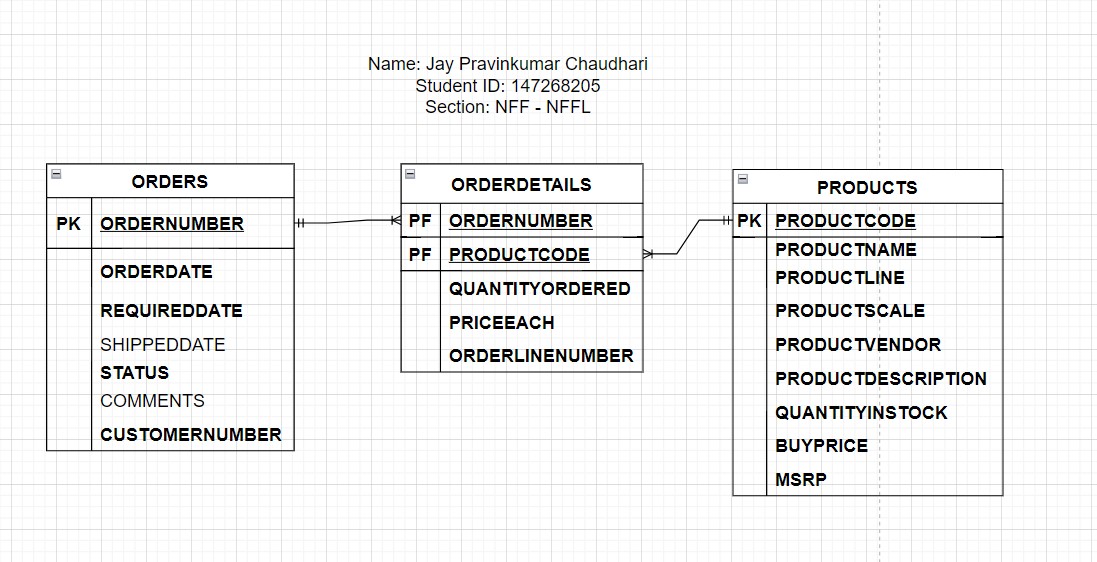 Name: Jay Pravinkumar Chaudhari
Student ID: 147268205
Section: NFF - NFFL
ORDERS
PK ORDERNUMBER
ORDERDATE
REQUIREDDATE
SHIPPEDDATE
STATUS
COMMENTS
CUSTOMERNUMBER
ORDERDETAILS
PF ORDERNUMBER
PF PRODUCTCODE
QUANTITYORDERED
PRICEEACH
ORDERLINENUMBER
PRODUCTS
PK PRODUCTCODE
PRODUCTNAME
PRODUCTLINE
PRODUCTSCALE
PRODUCTVENDOR
PRODUCTDESCRIPTION
QUANTITYINSTOCK
BUYPRICE
MSRP